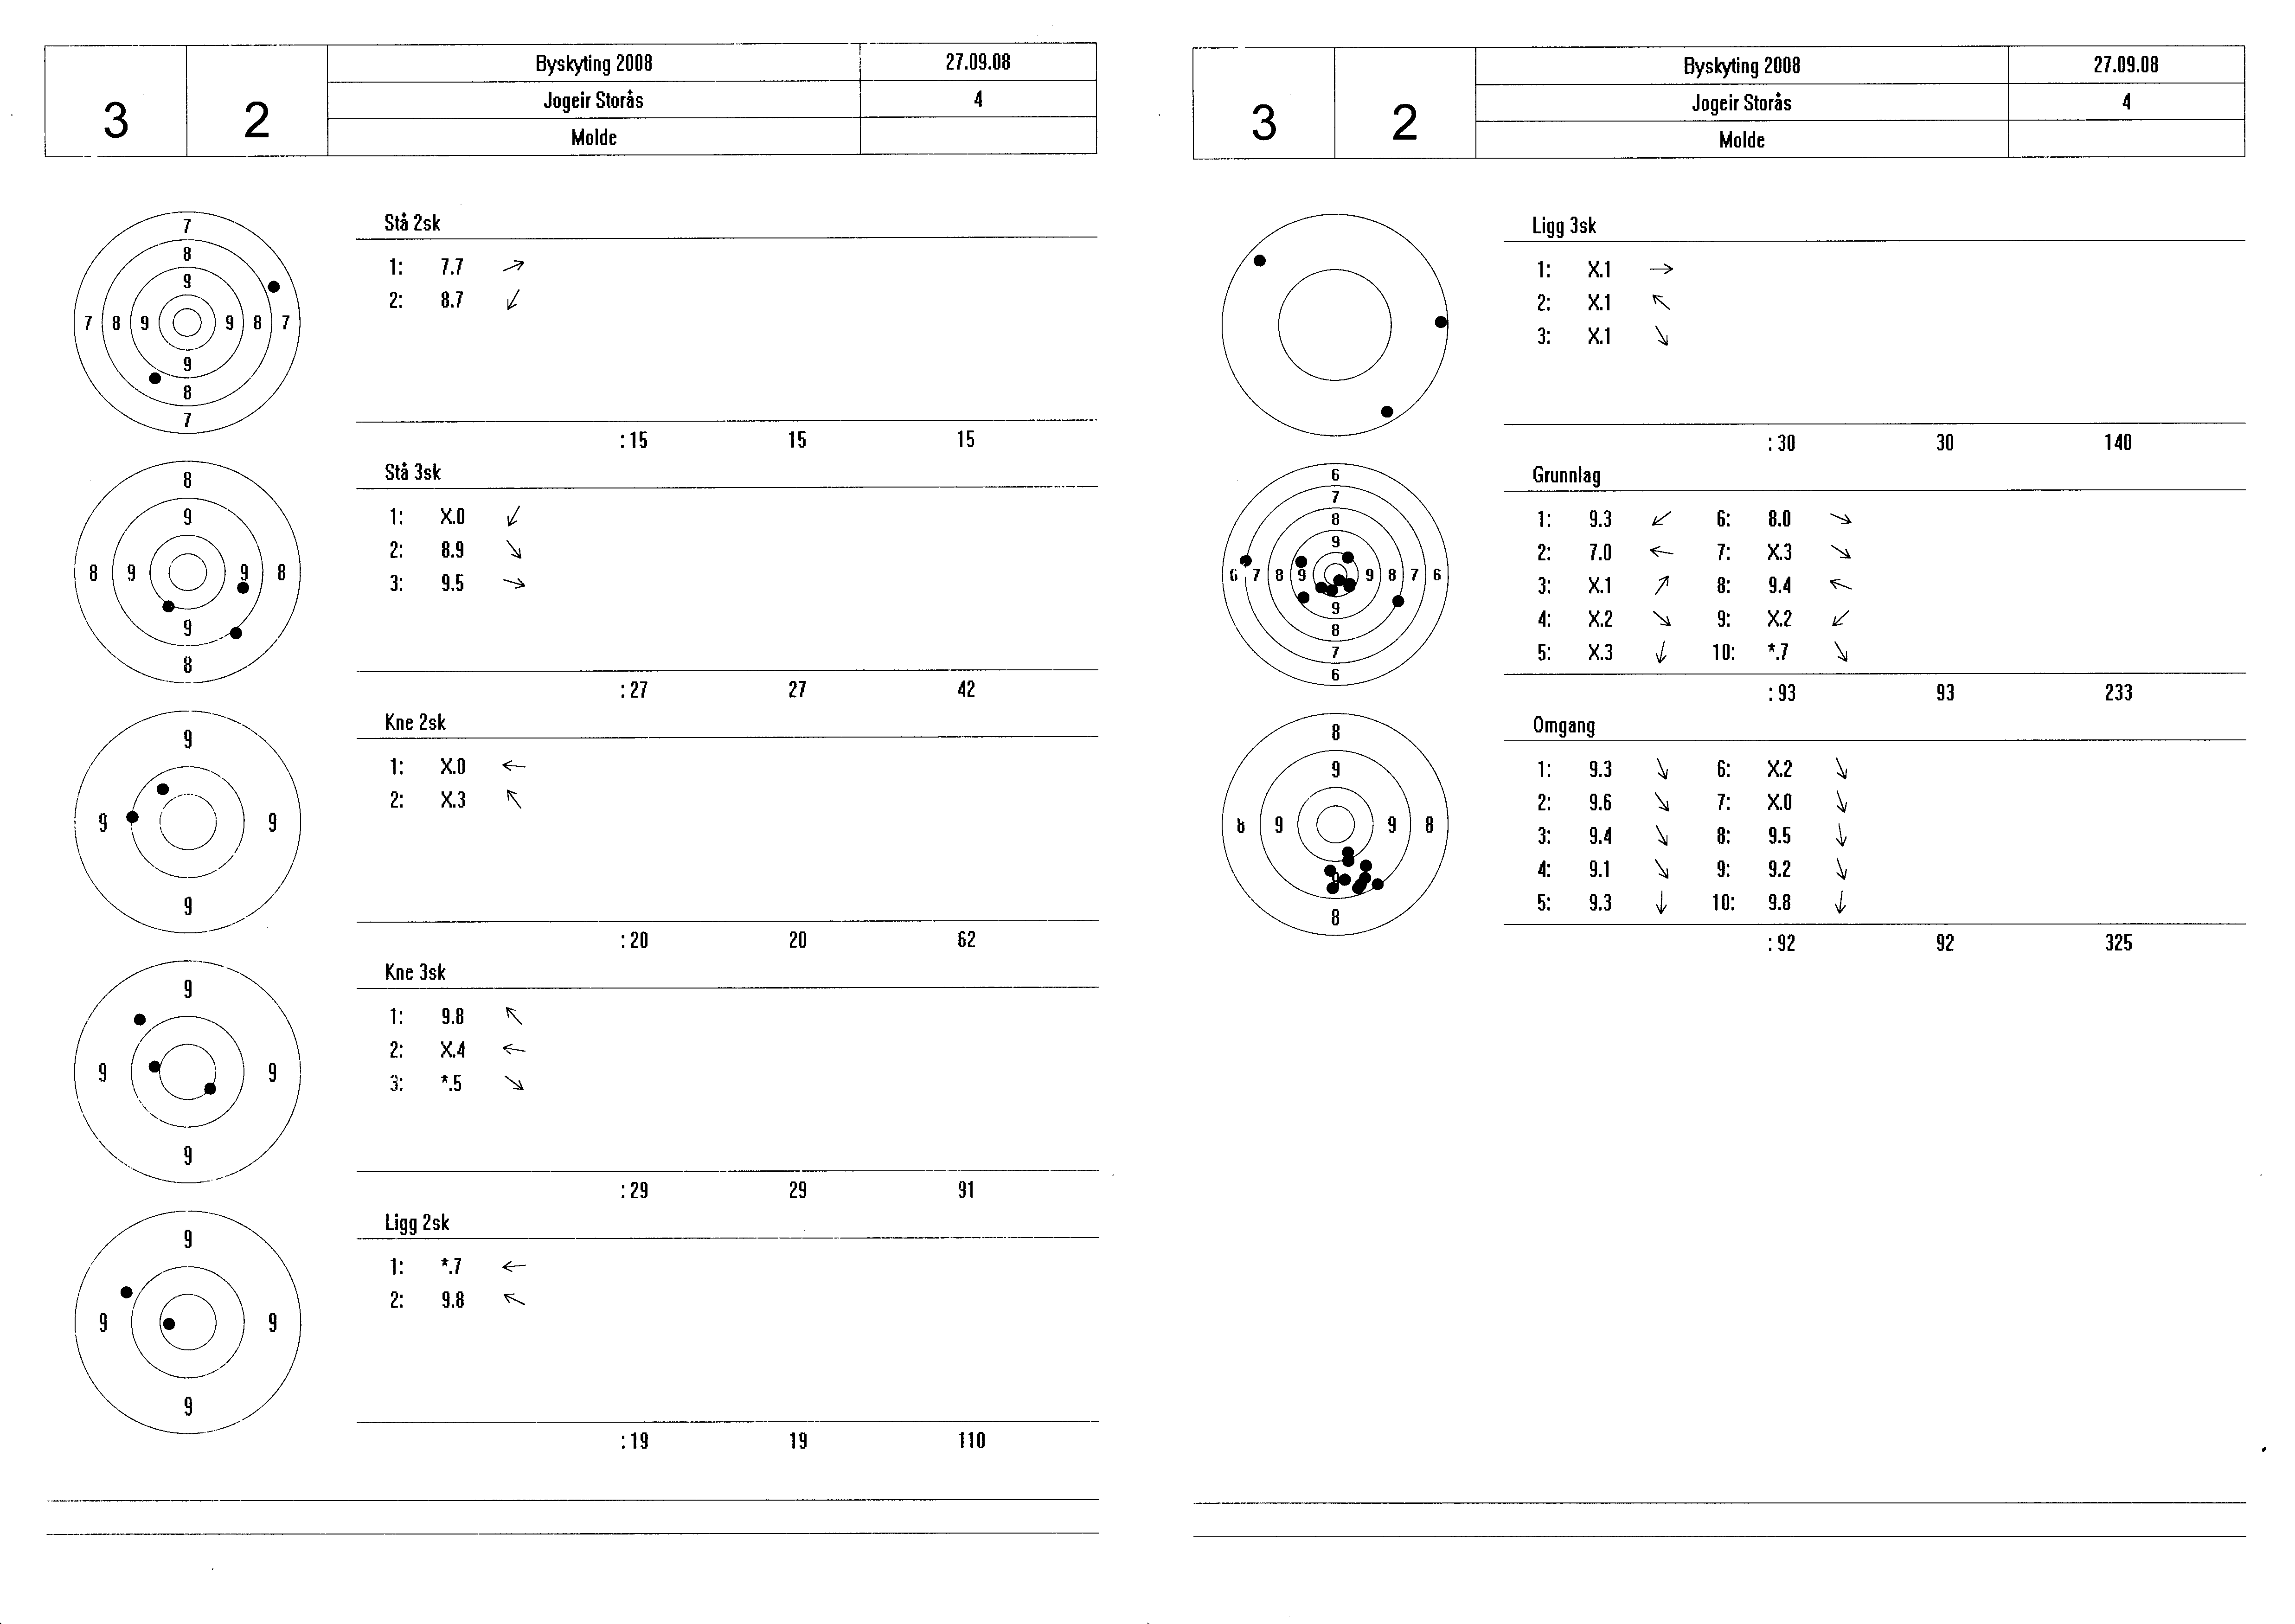 3 2 Byskyting 2008 27.09.08
Jogeir Storås 4
Molde
7
8
9
7 8 9 9 8 7
9
8
7
Stå 2sk
1: 7.7 →
2: 8.7 ↙
: 15 15 15
8
9
8 9 9 8
9
8
Stå 3sk
1: X.0 ↙
2: 8.9 ↘
3: 9.5 →
: 27 27 42
9
9 9
9
Kne 2sk
1: X.0 ←
2: X.3 ↖
: 20 20 62
9
9 9
9
Kne 3sk
1: 9.8 ↖
2: X.4 ←
3: *.5 ↘
: 29 29 91
9
9 9
9
Ligg 2sk
1: *.7 ←
2: 9.8 ↖
: 19 19 110
3 2 Byskyting 2008 27.09.08
Jogeir Storås 4
Molde
Ligg 3sk
1: X.1 →
2: X.1 ↖
3: X.1 ↘
: 30 30 140
6
7
8
9
6 7 8 9 9 8 7 6
9
8
7
6
Grunnlag
1: 9.3 ↙ 6: 8.0 ↘
2: 7.0 ← 7: X.3 ↘
3: X.1 ↗ 8: 9.4 ↖
4: X.2 ↘ 9: X.2 ↙
5: X.3 ↓ 10: *.7 ↘
: 93 93 233
8
9
8 9 9 8
9
8
Omgang
1: 9.3 ↘ 6: X.2 ↘
2: 9.6 ↘ 7: X.0 ↘
3: 9.4 ↘ 8: 9.5 ↓
4: 9.1 ↘ 9: 9.2 ↘
5: 9.3 ↓ 10: 9.8 ↓
: 92 92 325